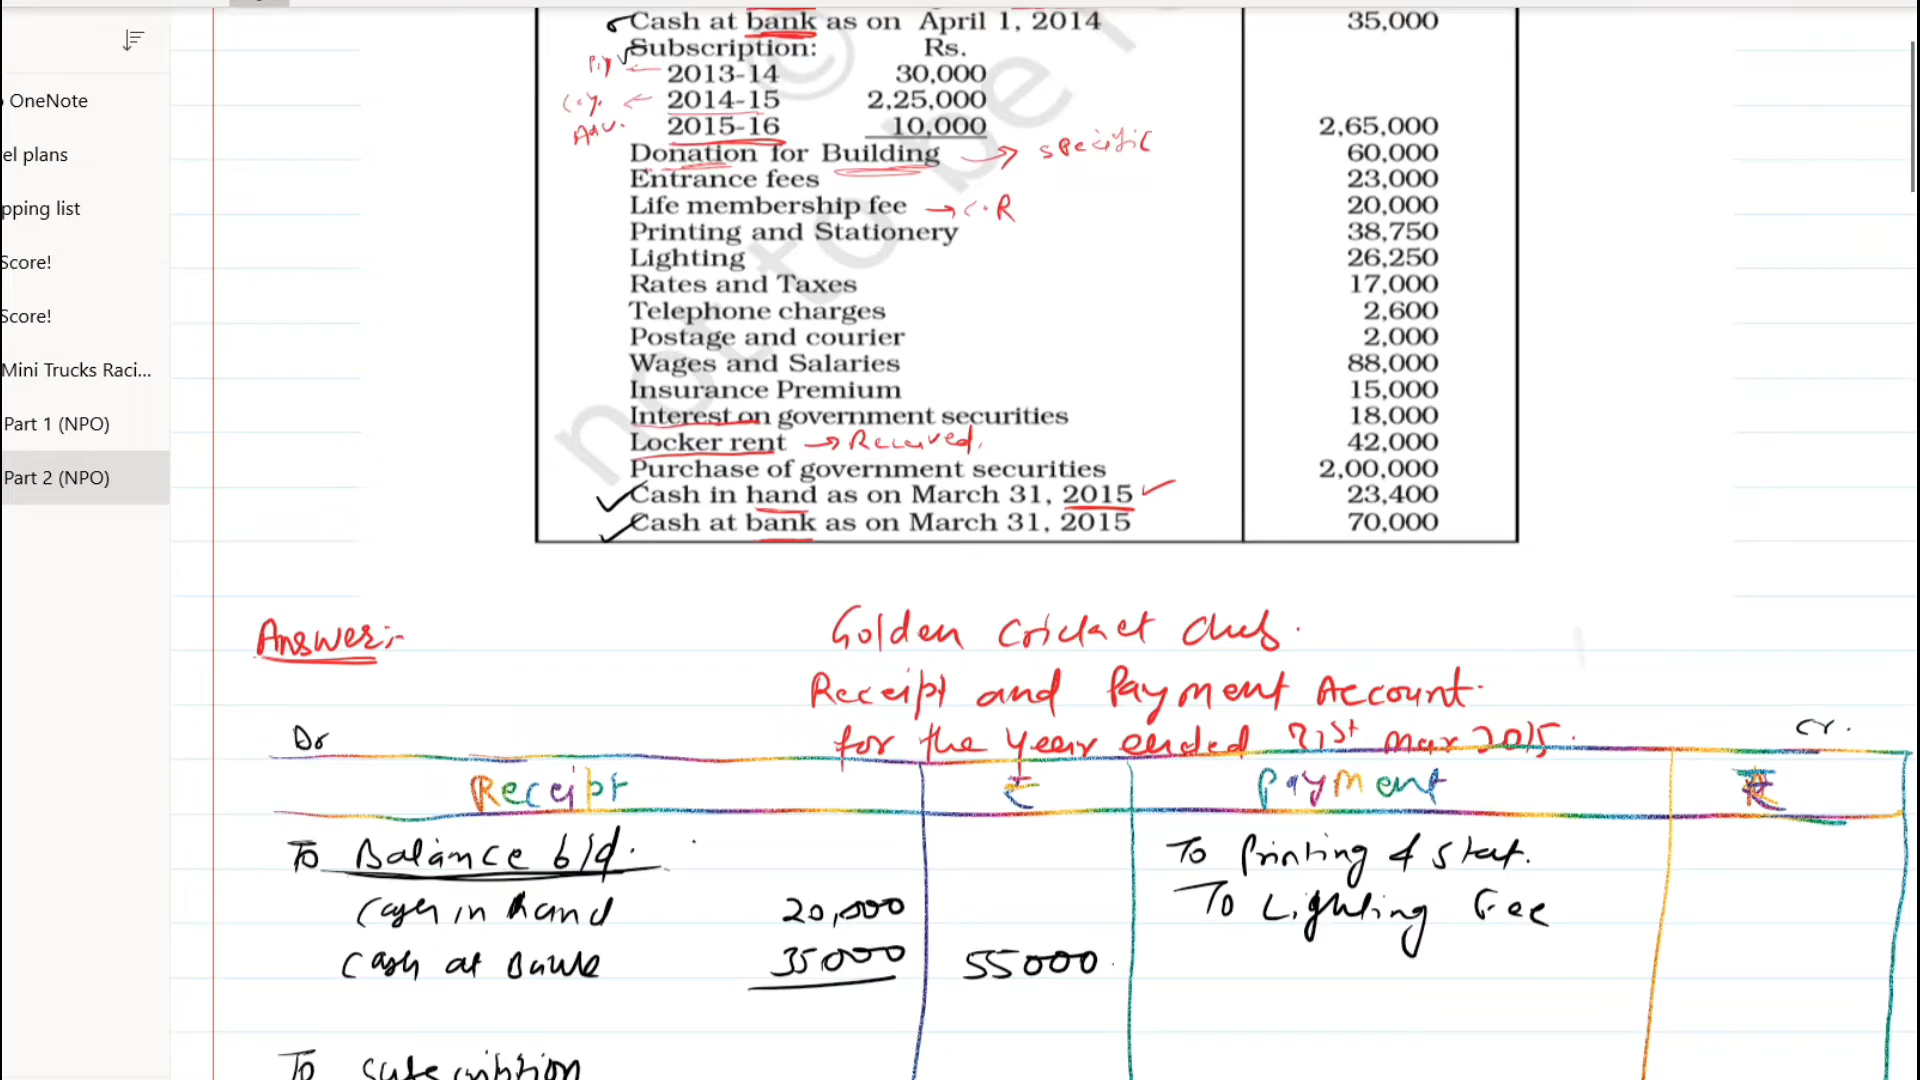 Cash at bank as on April 1, 2014 35,000
Subscription: Rs.
P.y 2013-14 30,000
C.y. 2014-15 2,25,000
Adv. 2015-16 10,000 2,65,000
Donation for Building → specific 60,000
Entrance fees 23,000
Life membership fee → C.R 20,000
Printing and Stationery 38,750
Lighting 26,250
Rates and Taxes 17,000
Telephone charges 2,600
Postage and courier 2,000
Wages and Salaries 88,000
Insurance Premium 15,000
Interest on government securities 18,000
Locker rent → Received. 42,000
Purchase of government securities 2,00,000
Cash in hand as on March 31, 2015 23,400
Cash at bank as on March 31, 2015 70,000
not to be
OneNote
el plans
pping list
Score!
Score!
Mini Trucks Raci...
Part 1 (NPO)
Part 2 (NPO)
Answer:-
Golden Cricket Club.
Receipt and Payment Account.
for the year ended 31st Mar 2015.
Dr Cr.
Receipt ₹ Payment ₹
To Balance b/d. To Printing & Stat.
Cash in hand 20,000 To Lighting Fee
Cash at Bank 35000 55000
To Subscription